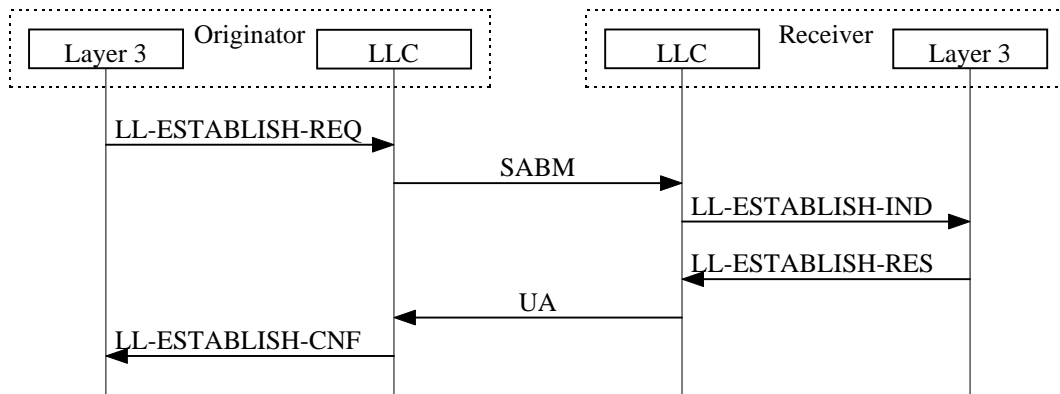 Originator
Receiver
Layer 3
LLC
LLC
Layer 3
LL-ESTABLISH-REQ
SABM
LL-ESTABLISH-IND
LL-ESTABLISH-RES
UA
LL-ESTABLISH-CNF